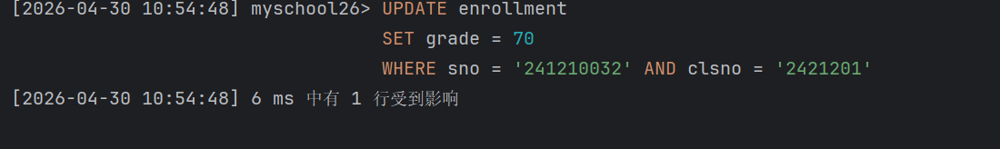 [2026-04-30 10:54:48] myschool26> UPDATE enrollment
SET grade = 70
WHERE sno = '241210032' AND clsno = '2421201'
[2026-04-30 10:54:48] 6 ms 中有 1 行受到影响